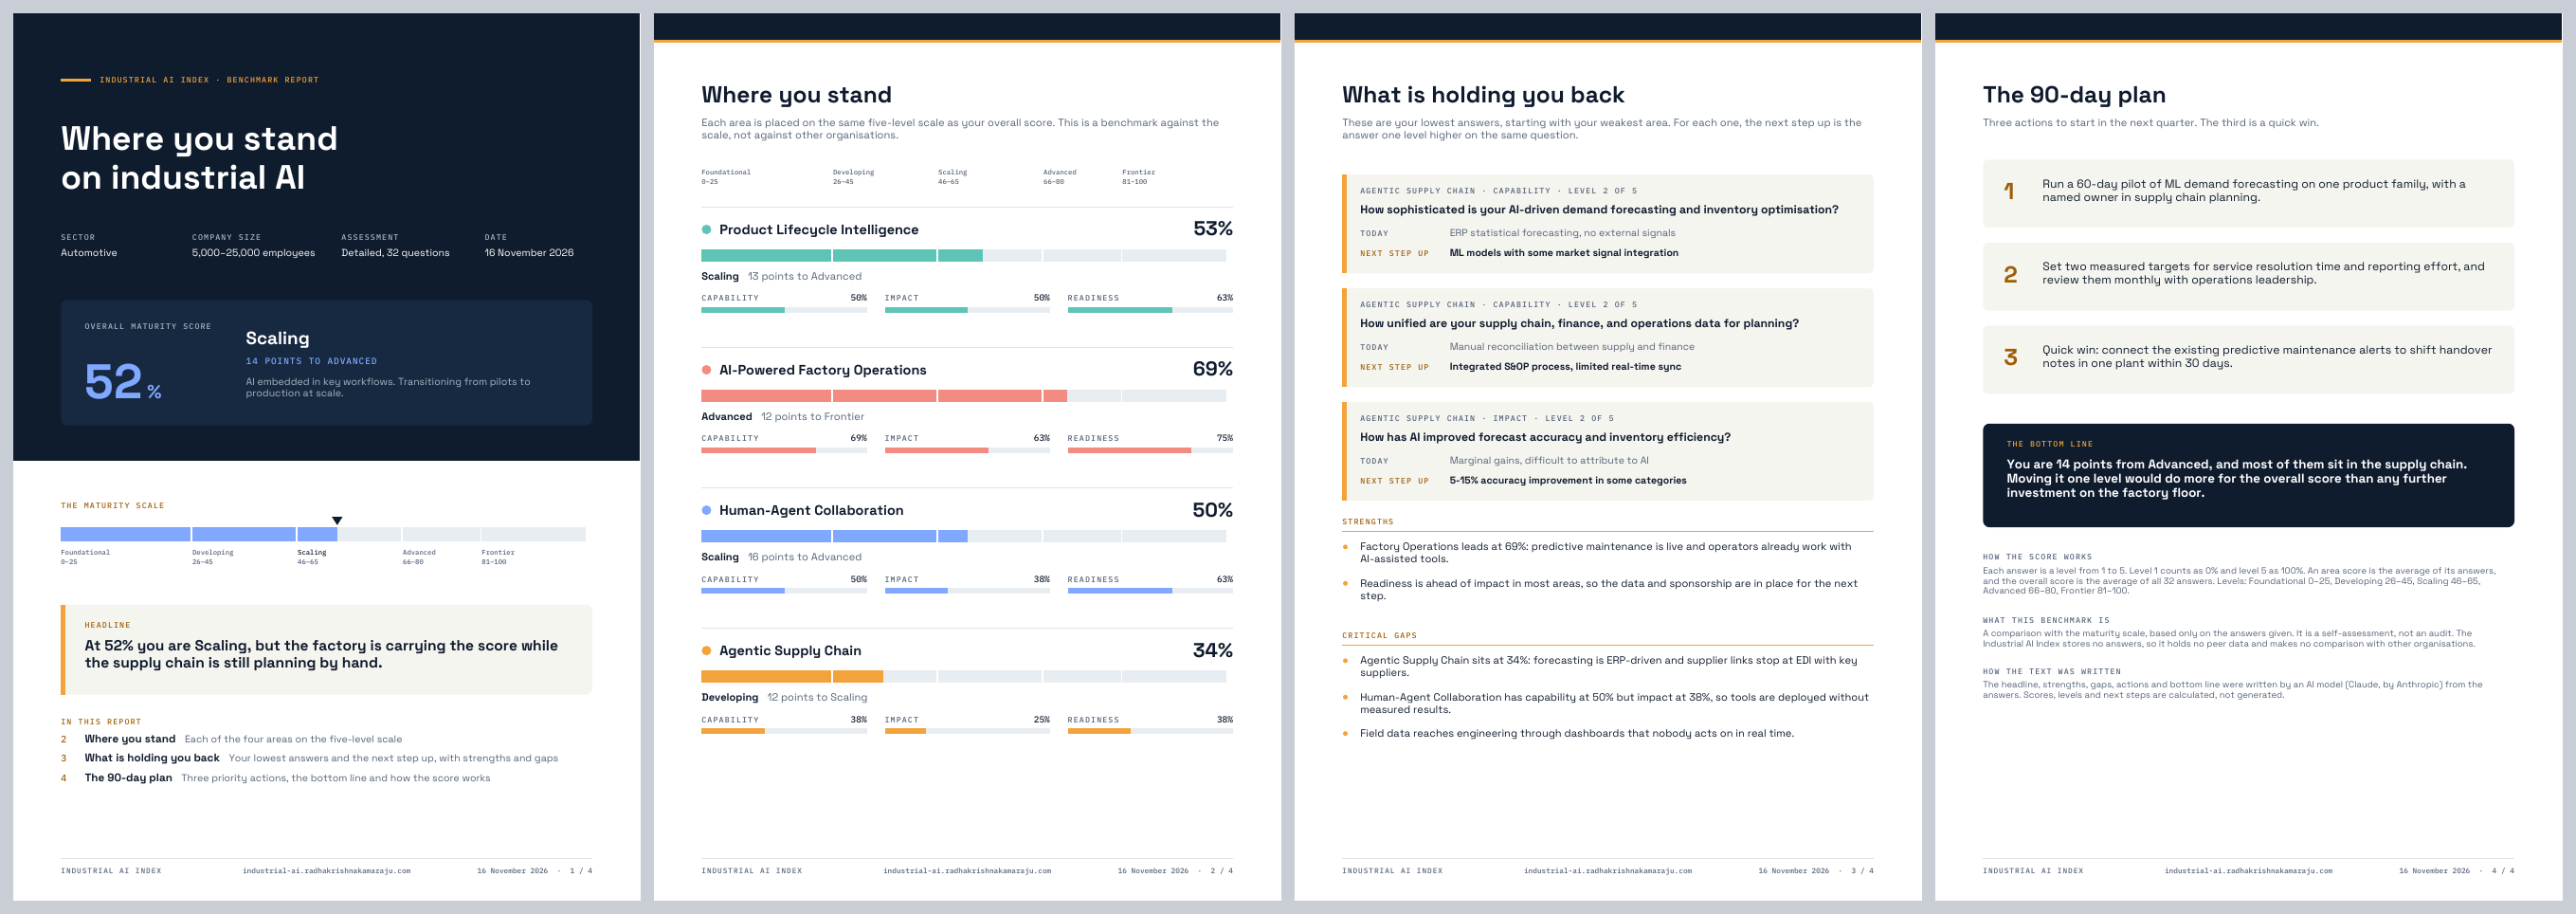 INDUSTRIAL AI INDEX · BENCHMARK REPORT
Where you stand
on industrial AI
SECTOR
Automotive
COMPANY SIZE
5,000–25,000 employees
ASSESSMENT
Detailed, 32 questions
DATE
16 November 2026
OVERALL MATURITY SCORE
52 %
Scaling
14 POINTS TO ADVANCED
AI embedded in key workflows. Transitioning from pilots to
production at scale.
THE MATURITY SCALE
Foundational
0–25
Developing
26–45
Scaling
46–65
Advanced
66–80
Frontier
81–100
HEADLINE
At 52% you are Scaling, but the factory is carrying the score while
the supply chain is still planning by hand.
IN THIS REPORT
2 Where you stand Each of the four areas on the five-level scale
3 What is holding you back Your lowest answers and the next step up, with strengths and gaps
4 The 90-day plan Three priority actions, the bottom line and how the score works
INDUSTRIAL AI INDEX industrial-ai.radhakrishnakamaraju.com 16 November 2026 · 1 / 4
Where you stand
Each area is placed on the same five-level scale as your overall score. This is a benchmark against the
scale, not against other organisations.
Foundational
0–25
Developing
26–45
Scaling
46–65
Advanced
66–80
Frontier
81–100
Product Lifecycle Intelligence 53%
Scaling 13 points to Advanced
CAPABILITY 50% IMPACT 50% READINESS 63%
AI-Powered Factory Operations 69%
Advanced 12 points to Frontier
CAPABILITY 69% IMPACT 63% READINESS 75%
Human-Agent Collaboration 50%
Scaling 16 points to Advanced
CAPABILITY 50% IMPACT 38% READINESS 63%
Agentic Supply Chain 34%
Developing 12 points to Scaling
CAPABILITY 38% IMPACT 25% READINESS 38%
INDUSTRIAL AI INDEX industrial-ai.radhakrishnakamaraju.com 16 November 2026 · 2 / 4
What is holding you back
These are your lowest answers, starting with your weakest area. For each one, the next step up is the
answer one level higher on the same question.
AGENTIC SUPPLY CHAIN · CAPABILITY · LEVEL 2 OF 5
How sophisticated is your AI-driven demand forecasting and inventory optimisation?
TODAY ERP statistical forecasting, no external signals
NEXT STEP UP ML models with some market signal integration
AGENTIC SUPPLY CHAIN · CAPABILITY · LEVEL 2 OF 5
How unified are your supply chain, finance, and operations data for planning?
TODAY Manual reconciliation between supply and finance
NEXT STEP UP Integrated S&OP process, limited real-time sync
AGENTIC SUPPLY CHAIN · IMPACT · LEVEL 2 OF 5
How has AI improved forecast accuracy and inventory efficiency?
TODAY Marginal gains, difficult to attribute to AI
NEXT STEP UP 5-15% accuracy improvement in some categories
STRENGTHS
Factory Operations leads at 69%: predictive maintenance is live and operators already work with
AI-assisted tools.
Readiness is ahead of impact in most areas, so the data and sponsorship are in place for the next
step.
CRITICAL GAPS
Agentic Supply Chain sits at 34%: forecasting is ERP-driven and supplier links stop at EDI with key
suppliers.
Human-Agent Collaboration has capability at 50% but impact at 38%, so tools are deployed without
measured results.
Field data reaches engineering through dashboards that nobody acts on in real time.
INDUSTRIAL AI INDEX industrial-ai.radhakrishnakamaraju.com 16 November 2026 · 3 / 4
The 90-day plan
Three actions to start in the next quarter. The third is a quick win.
1 Run a 60-day pilot of ML demand forecasting on one product family, with a
named owner in supply chain planning.
2 Set two measured targets for service resolution time and reporting effort, and
review them monthly with operations leadership.
3 Quick win: connect the existing predictive maintenance alerts to shift handover
notes in one plant within 30 days.
THE BOTTOM LINE
You are 14 points from Advanced, and most of them sit in the supply chain.
Moving it one level would do more for the overall score than any further
investment on the factory floor.
HOW THE SCORE WORKS
Each answer is a level from 1 to 5. Level 1 counts as 0% and level 5 as 100%. An area score is the average of its answers,
and the overall score is the average of all 32 answers. Levels: Foundational 0–25, Developing 26–45, Scaling 46–65,
Advanced 66–80, Frontier 81–100.
WHAT THIS BENCHMARK IS
A comparison with the maturity scale, based only on the answers given. It is a self-assessment, not an audit. The
Industrial AI Index stores no answers, so it holds no peer data and makes no comparison with other organisations.
HOW THE TEXT WAS WRITTEN
The headline, strengths, gaps, actions and bottom line were written by an AI model (Claude, by Anthropic) from the
answers. Scores, levels and next steps are calculated, not generated.
INDUSTRIAL AI INDEX industrial-ai.radhakrishnakamaraju.com 16 November 2026 · 4 / 4